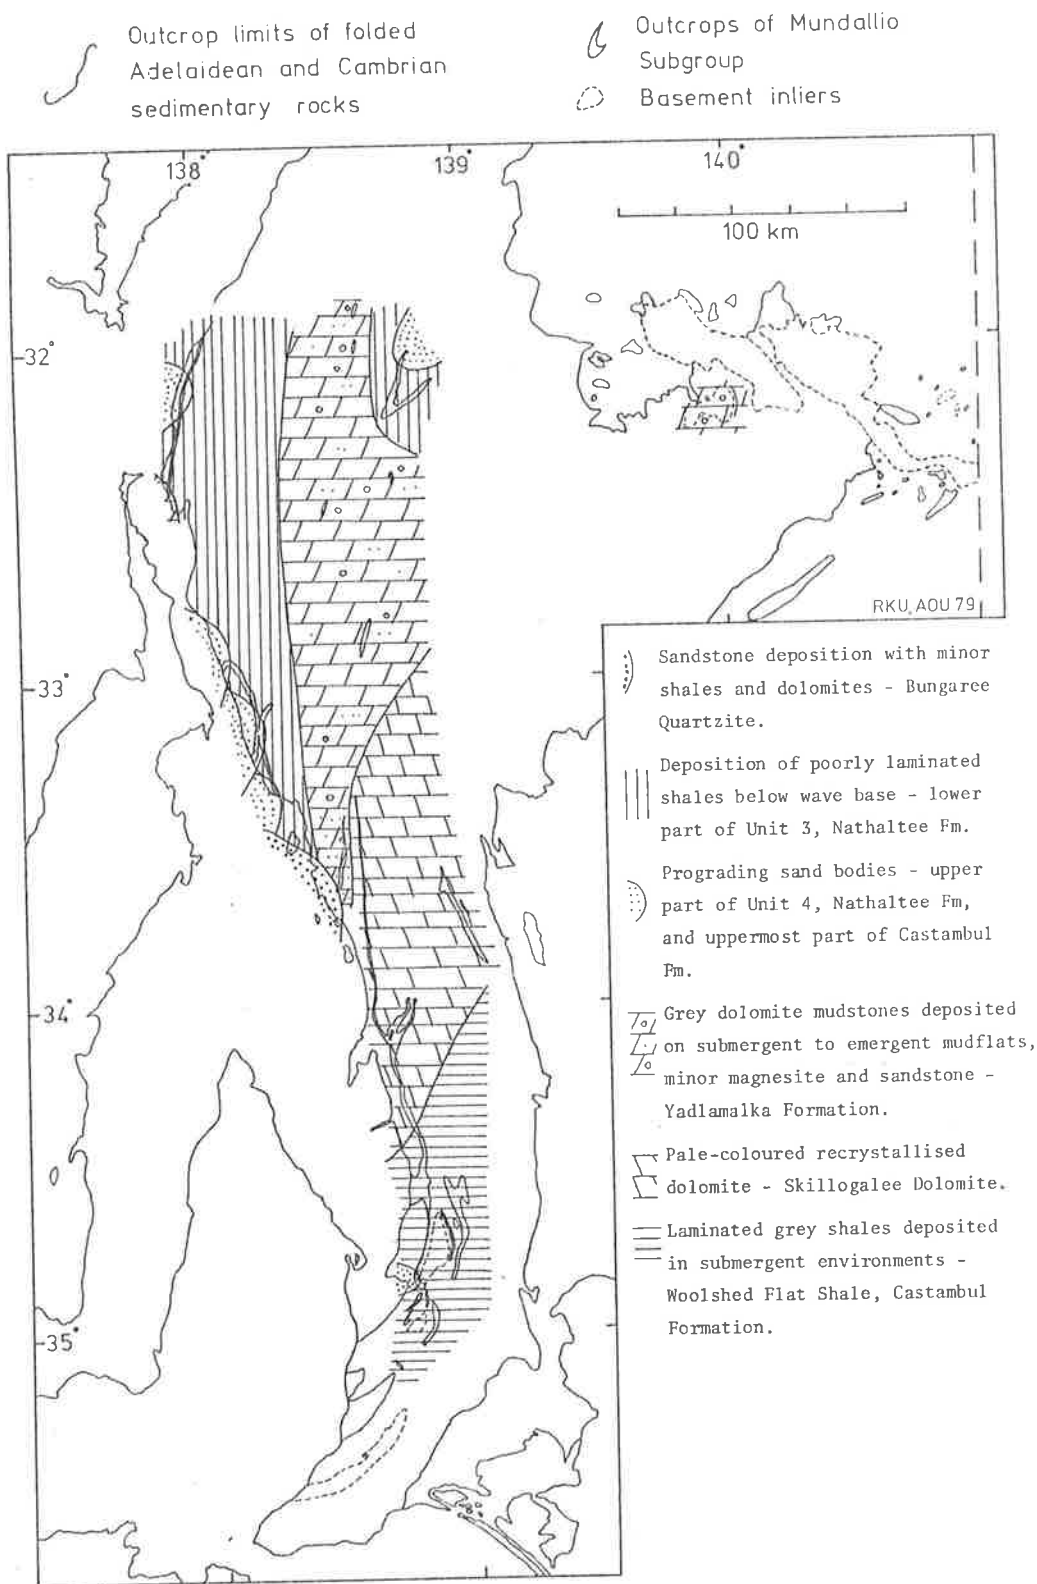 Outcrop limits of folded
Adelaidean and Cambrian
sedimentary rocks
Outcrops of Mundallio
Subgroup
Basement inliers
138°
139°
140°
100 km
32°
33°
34°
35°
RKU, AOU 79
Sandstone deposition with minor
shales and dolomites - Bungaree
Quartzite.
Deposition of poorly laminated
shales below wave base - lower
part of Unit 3, Nathaltee Fm.
Prograding sand bodies - upper
part of Unit 4, Nathaltee Fm,
and uppermost part of Castambul
Fm.
Grey dolomite mudstones deposited
on submergent to emergent mudflats,
minor magnesite and sandstone -
Yadlamalka Formation.
Pale-coloured recrystallised
dolomite - Skillogalee Dolomite.
Laminated grey shales deposited
in submergent environments -
Woolshed Flat Shale, Castambul
Formation.